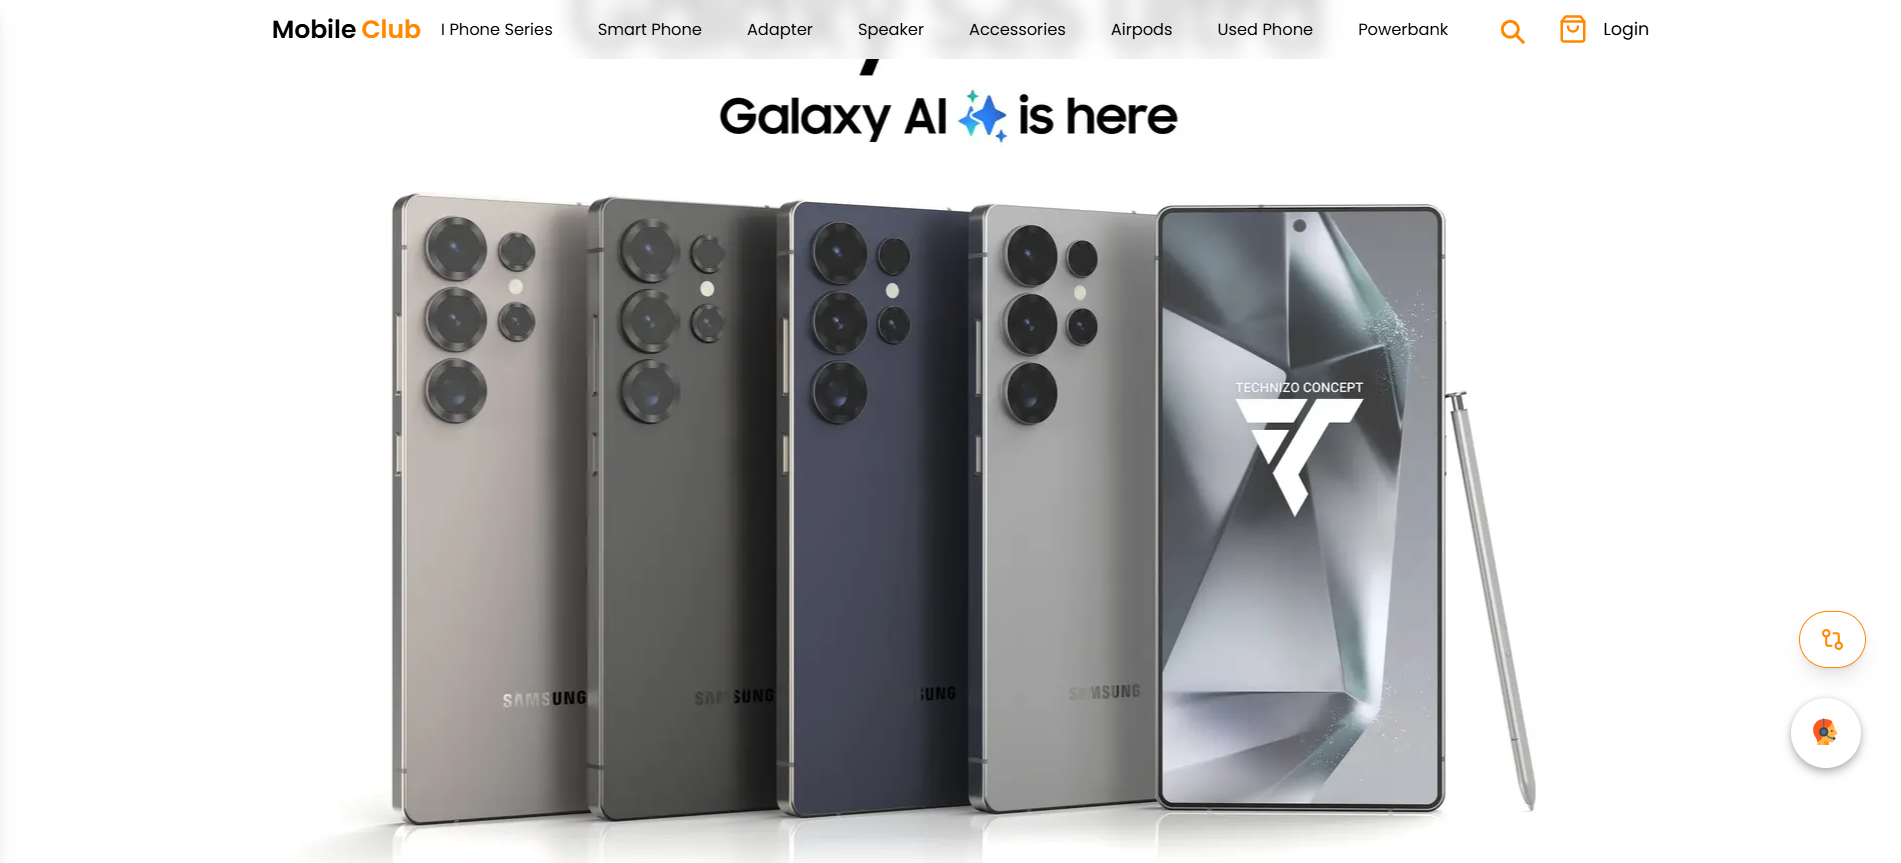 Mobile Club
I Phone Series
Smart Phone
Adapter
Speaker
Accessories
Airpods
Used Phone
Powerbank
Login
Galaxy AI is here
TECHNIZO CONCEPT
SAMSUNG
SAMSUNG
SUNG
SAMSUNG